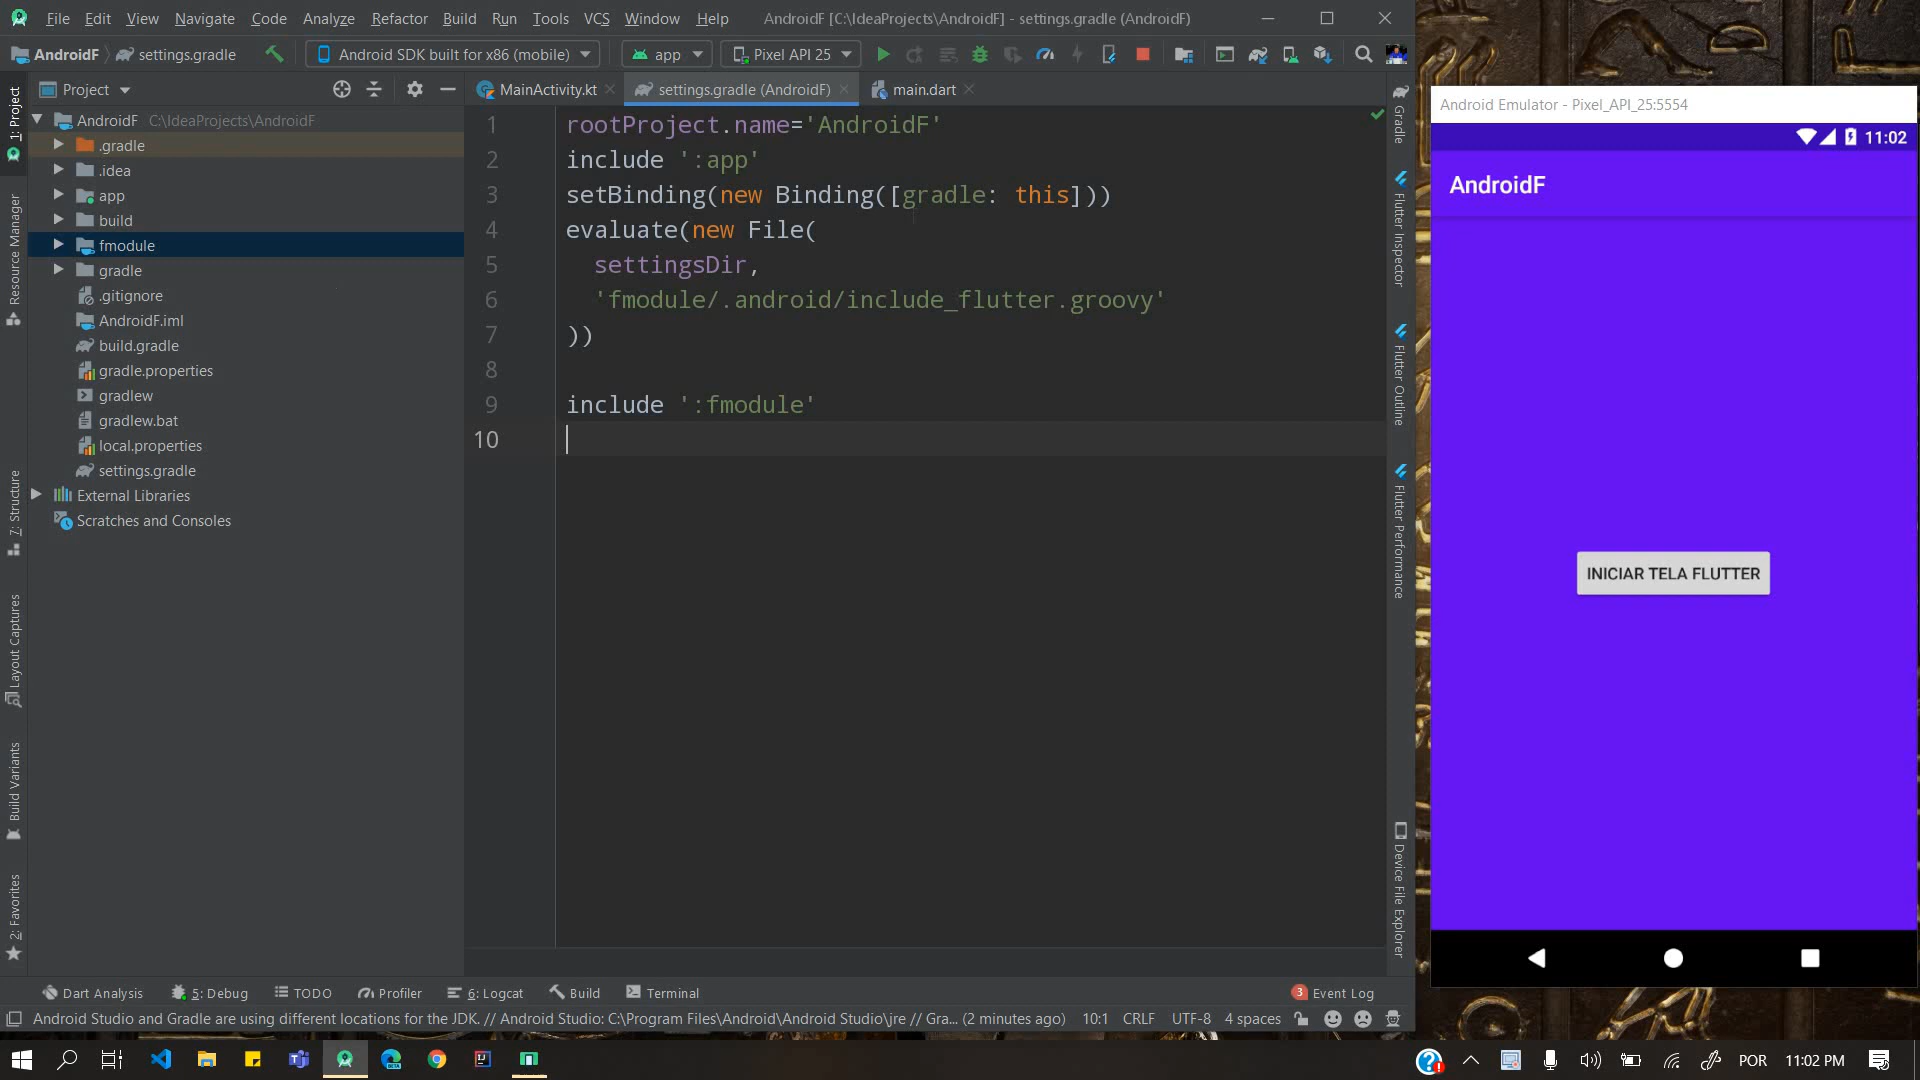 File Edit View Navigate Code Analyze Refactor Build Run Tools VCS Window Help AndroidF [C:\IdeaProjects\AndroidF] - settings.gradle (AndroidF)
AndroidF settings.gradle Android SDK built for x86 (mobile) app Pixel API 25
Project
MainActivity.kt settings.gradle (AndroidF) main.dart
AndroidF C:\IdeaProjects\AndroidF
.gradle
.idea
app
build
fmodule
gradle
.gitignore
AndroidF.iml
build.gradle
gradle.properties
gradlew
gradlew.bat
local.properties
settings.gradle
External Libraries
Scratches and Consoles
1: Project
Resource Manager
7: Structure
Layout Captures
Build Variants
2: Favorites
1 rootProject.name='AndroidF'
2 include ':app'
3 setBinding(new Binding([gradle: this]))
4 evaluate(new File(
5 settingsDir,
6 'fmodule/.android/include_flutter.groovy'
7 ))
8
9 include ':fmodule'
10
Gradle
Flutter Inspector
Flutter Outline
Flutter Performance
Device File Explorer
Android Emulator - Pixel_API_25:5554
11:02
AndroidF
INICIAR TELA FLUTTER
Dart Analysis 5: Debug TODO Profiler 6: Logcat Build Terminal 3 Event Log
Android Studio and Gradle are using different locations for the JDK. // Android Studio: C:\Program Files\Android\Android Studio\jre // Gra... (2 minutes ago) 10:1 CRLF UTF-8 4 spaces
POR 11:02 PM